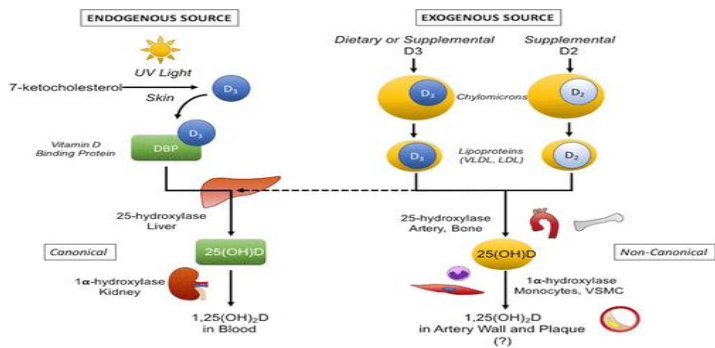 ENDOGENOUS SOURCE
UV Light
7-ketocholesterol
Skin
D3
D3
Vitamin D
Binding Protein
DBP
25-hydroxylase
Liver
Canonical
25(OH)D
1α-hydroxylase
Kidney
1,25(OH)2D
in Blood
EXOGENOUS SOURCE
Dietary or Supplemental
D3
Supplemental
D2
D3
Chylomicrons
D2
D3
Lipoproteins
(VLDL, LDL)
D2
25-hydroxylase
Artery, Bone
25(OH)D
Non-Canonical
1α-hydroxylase
Monocytes, VSMC
1,25(OH)2D
in Artery Wall and Plaque
(?)